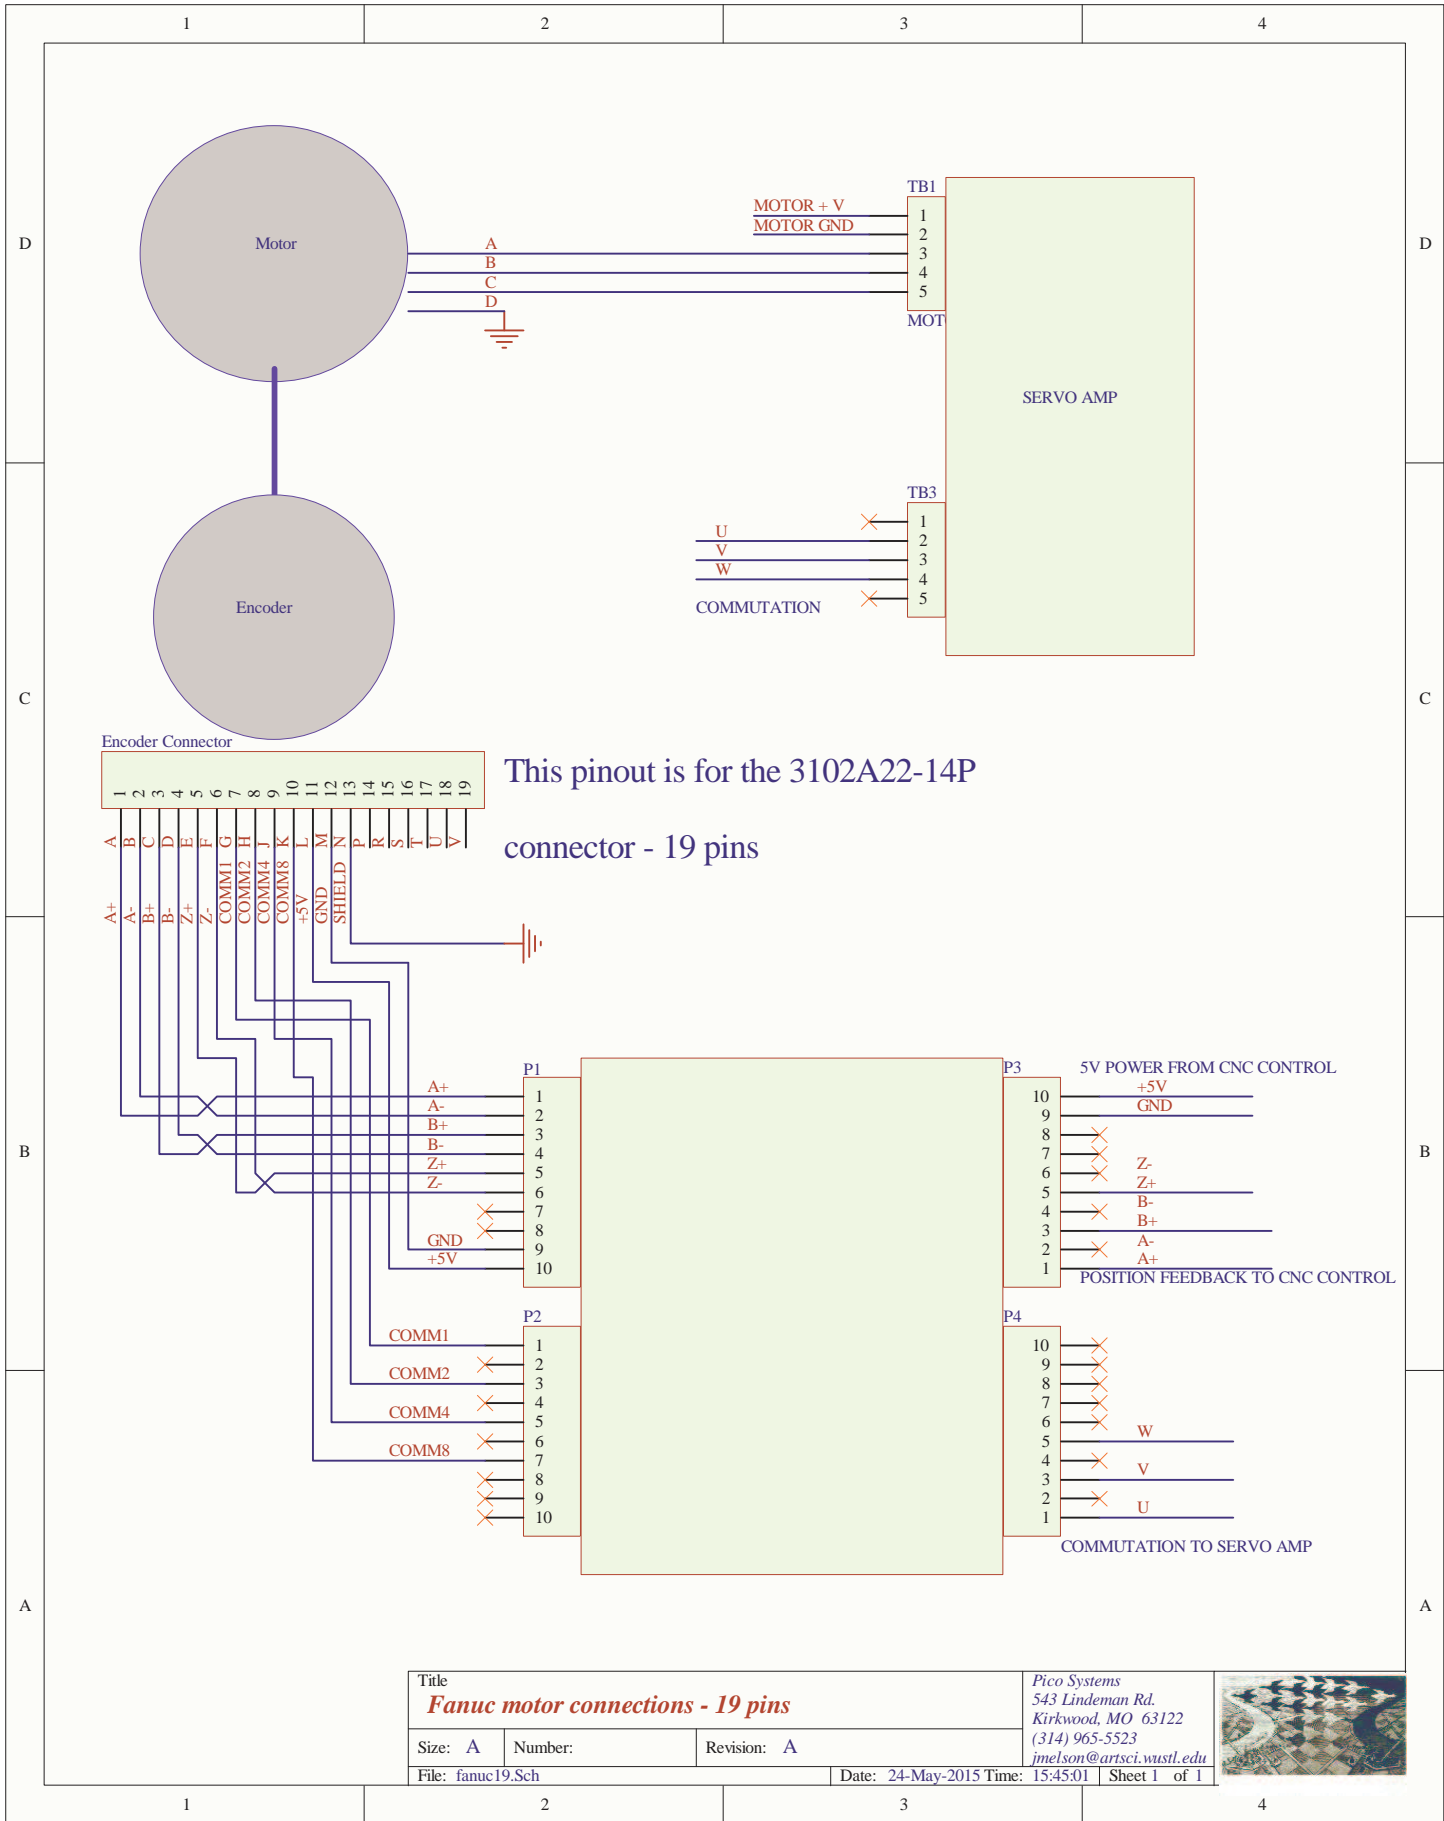 1 2 3 4
D D
C C
B B
A A
Motor
A
B
C
D
MOTOR + V
MOTOR GND
TB1
1
2
3
4
5
MOT
SERVO AMP
TB3
1
2
3
4
5
U
V
W
COMMUTATION
Encoder
Encoder Connector
1 2 3 4 5 6 7 8 9 10 11 12 13 14 15 16 17 18 19
A B C D E F G H J K L M N P R S T U V
A+ A- B+ B- Z+ Z- COMM1 COMM2 COMM4 COMM8 +5V GND SHIELD
This pinout is for the 3102A22-14P
connector - 19 pins
P1
A+ 1
A- 2
B+ 3
B- 4
Z+ 5
Z- 6
7
8
GND 9
+5V 10
P2
COMM1 1
2
COMM2 3
4
COMM4 5
6
COMM8 7
8
9
10
P3
5V POWER FROM CNC CONTROL
10 +5V
9 GND
8
7
6 Z-
5 Z+
4 B-
3 B+
2 A-
1 A+
POSITION FEEDBACK TO CNC CONTROL
P4
10
9
8
7
6
5 W
4
3 V
2
1 U
COMMUTATION TO SERVO AMP
Title
Fanuc motor connections - 19 pins
Size: A Number: Revision: A
File: fanuc19.Sch Date: 24-May-2015 Time: 15:45:01 Sheet 1 of 1
Pico Systems
543 Lindeman Rd.
Kirkwood, MO 63122
(314) 965-5523
jmelson@artsci.wustl.edu
1 2 3 4